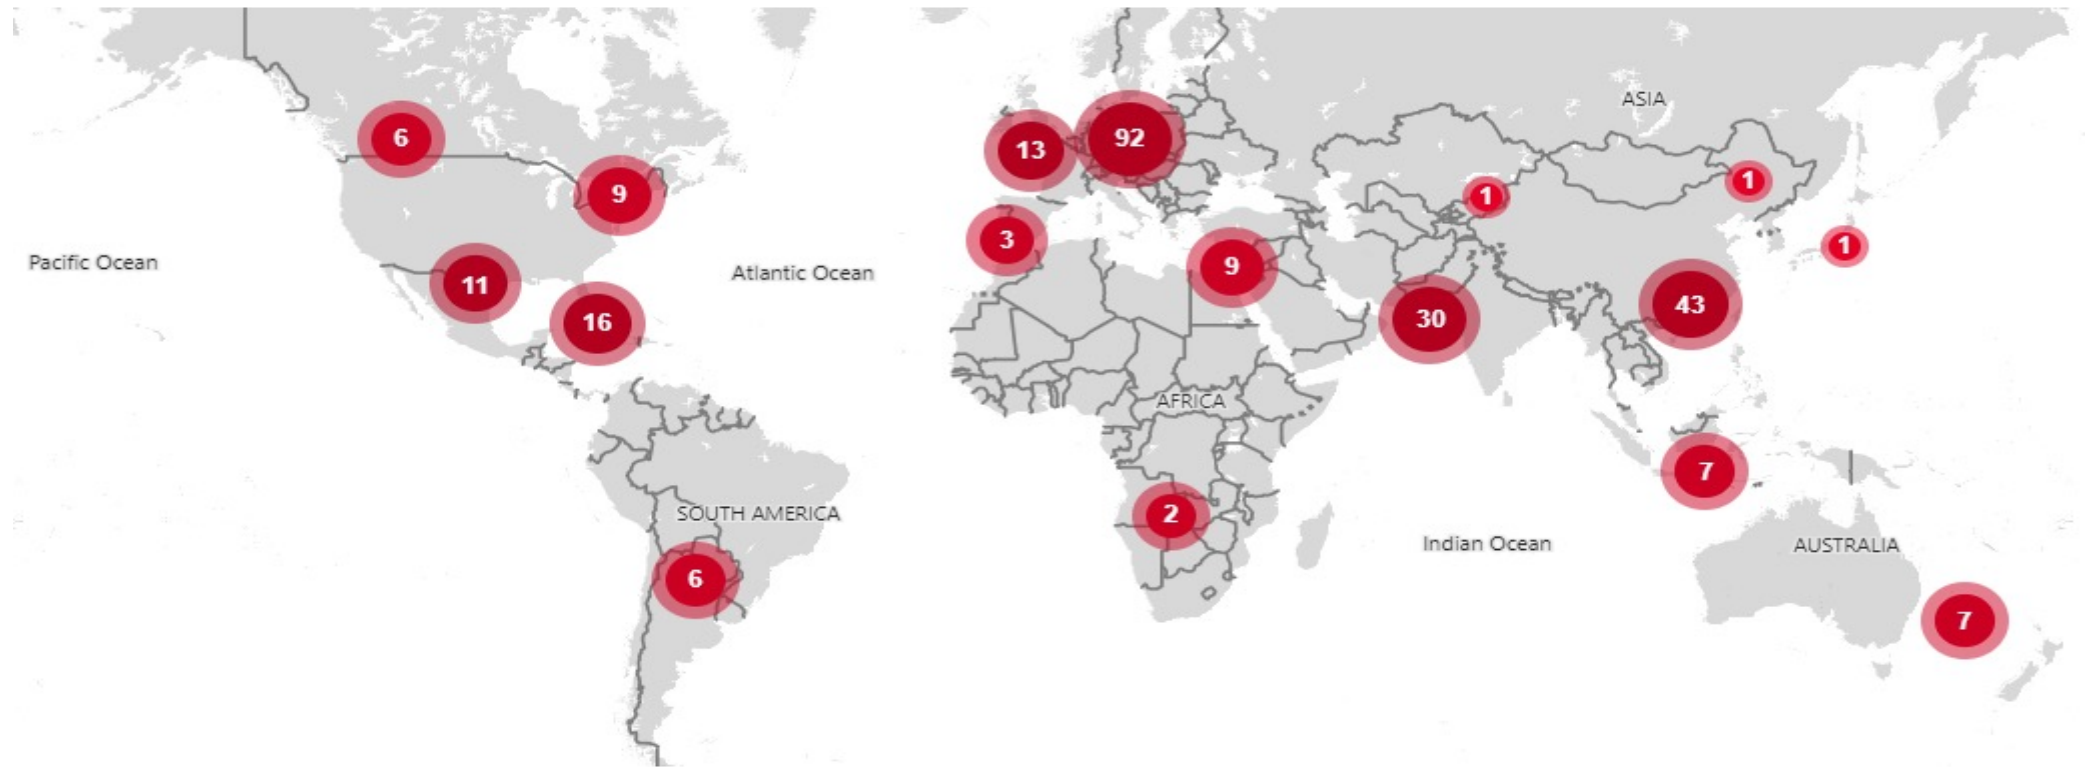 ASIA
6
13
92
9
1
1
3
1
Pacific Ocean
Atlantic Ocean
9
11
16
30
43
AFRICA
7
SOUTH AMERICA
2
Indian Ocean
AUSTRALIA
6
7